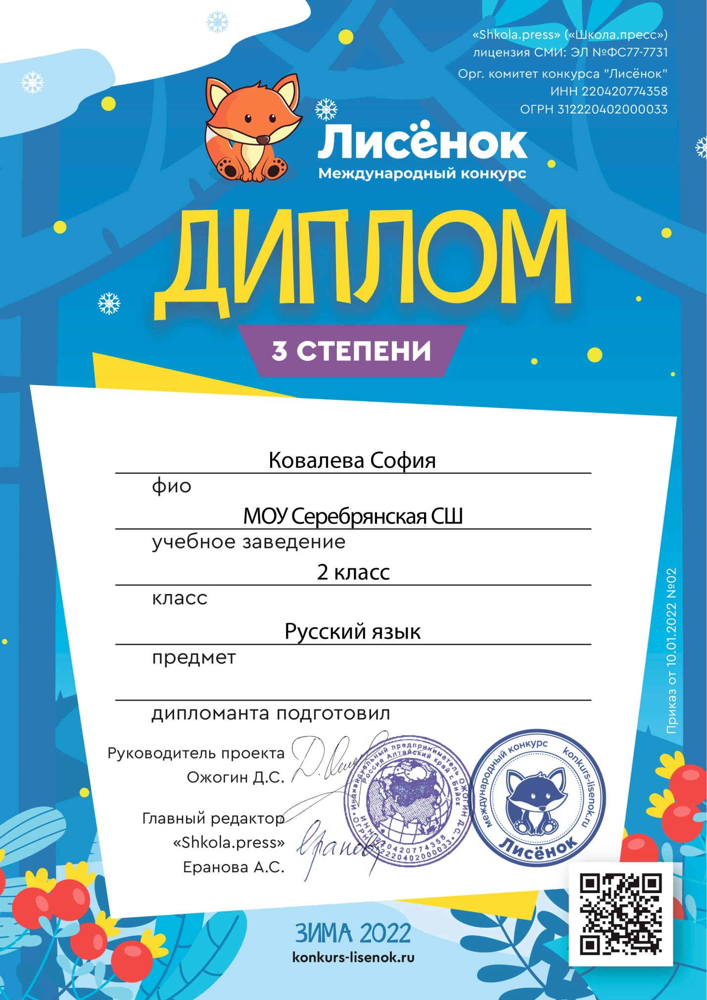 «Shkola.press» («Школа.пресс»)
лицензия СМИ: ЭЛ №ФС77-7731
Орг. комитет конкурса "Лисёнок"
ИНН 220420774358
ОГРН 312220402000033
Лисёнок
Международный конкурс
ДИПЛОМ
3 СТЕПЕНИ
Ковалева София
фио
МОУ Серебрянская СШ
учебное заведение
2 класс
класс
Русский язык
предмет
дипломанта подготовил
Приказ от 10.01.2022 №02
Руководитель проекта
Ожогин Д.С.
Главный редактор
«Shkola.press»
Еранова А.С.
Индивидуальный предприниматель ОЖОГИН Д.С.
Россия Алтайский край г.Бийск
ИНН 220420774358
ОГРН 312220402000033
международный конкурс
konkurs-lisenok.ru
Лисёнок
ЗИМА 2022
konkurs-lisenok.ru